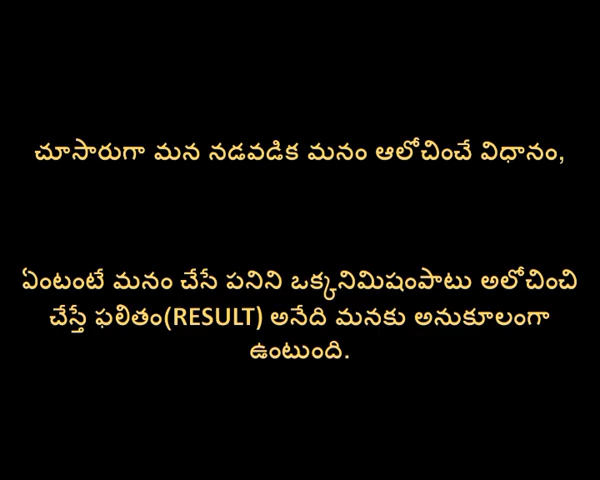 చూసారుగా మన నడవడిక మనం ఆలోచించే విధానం,
ఏంటంటే మనం చేసే పనిని ఒక్కనిమిషంపాటు అలోచించి
చేస్తే ఫలితం(RESULT) అనేది మనకు అనుకూలంగా
ఉంటుంది.